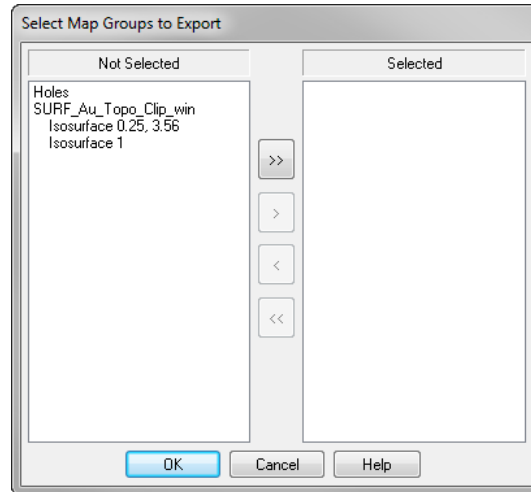 Select Map Groups to Export
Not Selected
Selected
Holes
SURF_Au_Topo_Clip_win
Isosurface 0.25, 3.56
Isosurface 1
>>
>
<
<<
OK
Cancel
Help